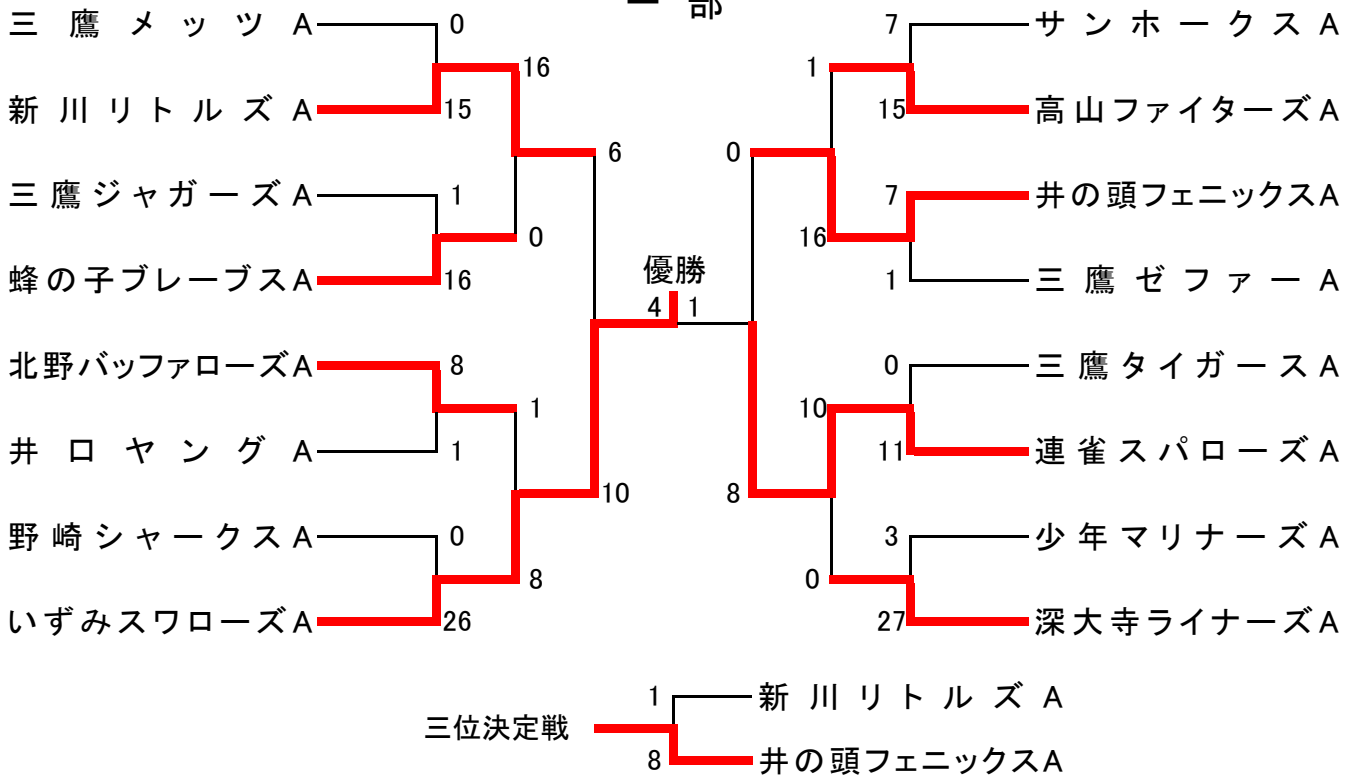 部
三鷹メッツA 0 7 サンホークスA
16 1
新川リトルズA 15 15 高山ファイターズA
6 0
三鷹ジャガーズA 1 7 井の頭フェニックスA
0 16
蜂の子ブレーブスA 16 1 三鷹ゼファーA
優勝
4 1
北野バッファローズA 8 0 三鷹タイガースA
1 10
井口ヤングA 1 11 連雀スパローズA
10 8
野崎シャークスA 0 3 少年マリナーズA
8 0
いずみスワローズA 26 27 深大寺ライナーズA
1 新川リトルズA
三位決定戦
8 井の頭フェニックスA